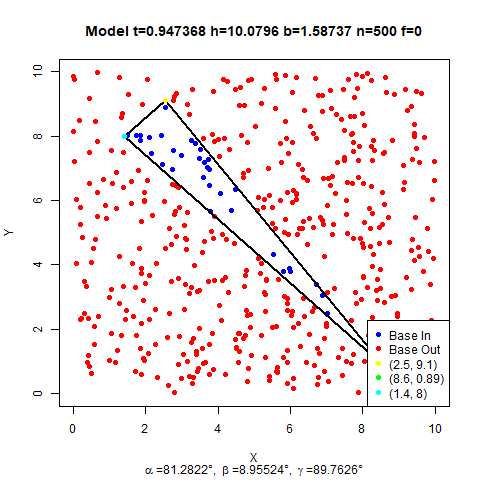 Model t=0.947368 h=10.0796 b=1.58737 n=500 f=0
10
8
6
4
2
0
Y
Base In
Base Out
(2.5, 9.1)
(8.6, 0.89)
(1.4, 8)
0 2 4 6 8 10
X
α=81.2822°, β=8.95524°, γ=89.7626°